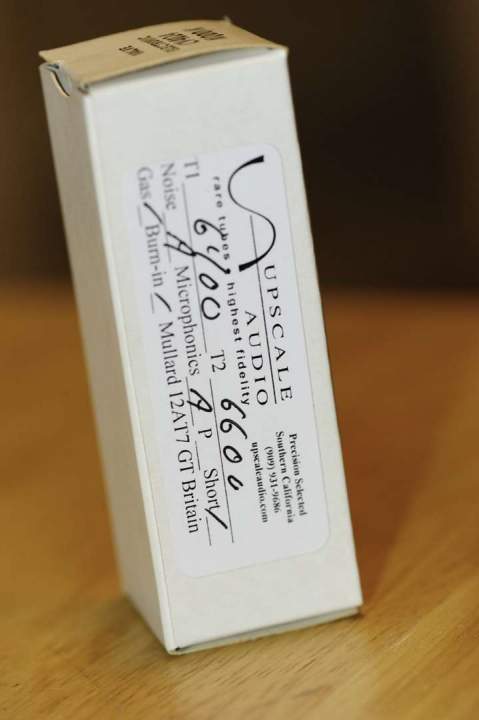 UPSCALE
AUDIO
rare tubes highest fidelity
Precision Selected
Southern California
(909) 931-9686
upscaleaudio.com
T1 6400 T2 6600
Noise A Microphonics A P Short ✓
Gas ✓ Burn-in ✓ Mullard 12AT7 GT Britain